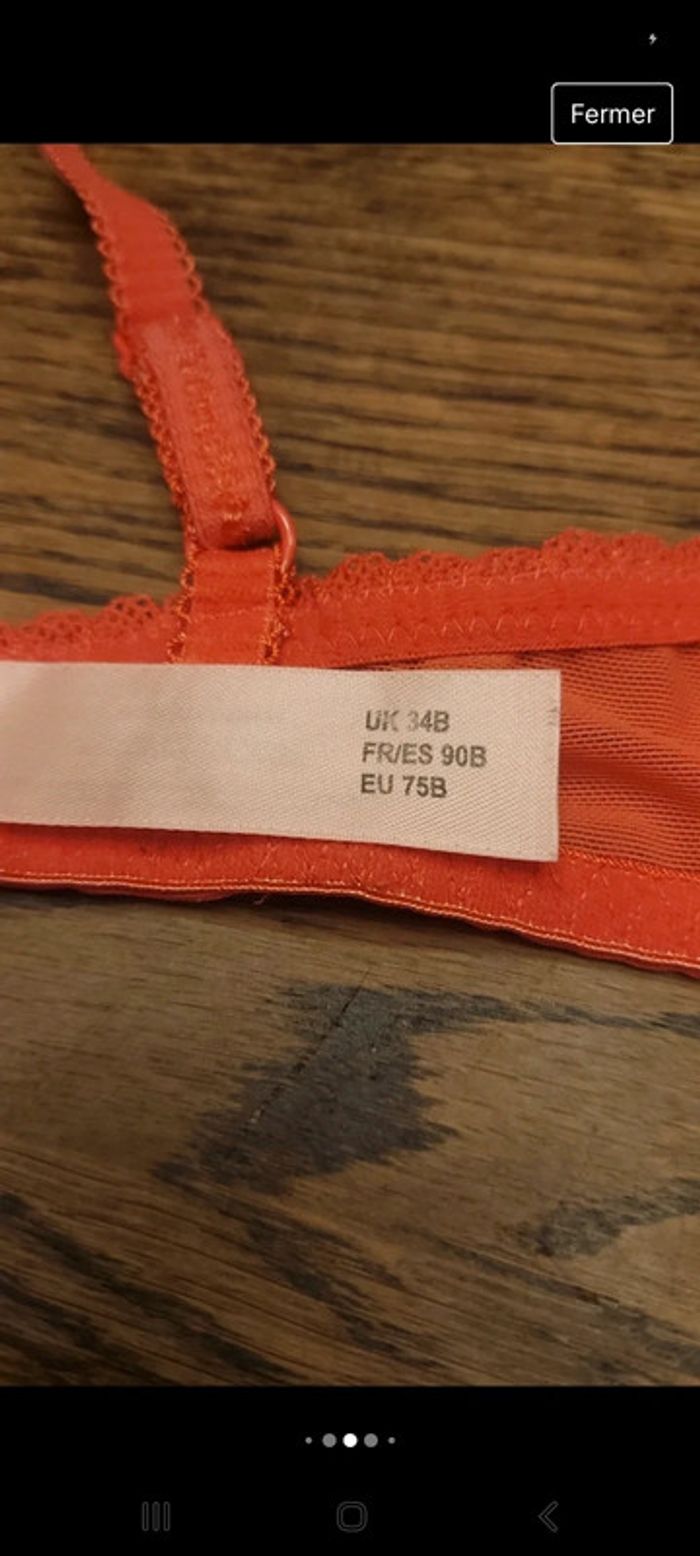 Fermer
UK 34B
FR/ES 90B
EU 75B